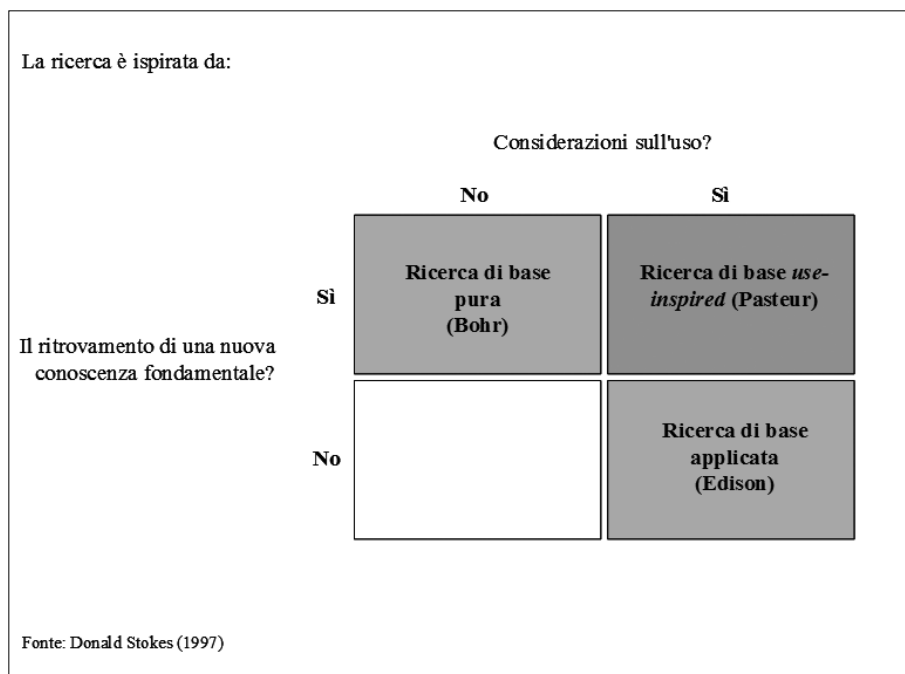 La ricerca è ispirata da:
Considerazioni sull'uso?
No
Sì
Sì
Ricerca di base
pura
(Bohr)
Ricerca di base use-
inspired (Pasteur)
Il ritrovamento di una nuova
conoscenza fondamentale?
No
Ricerca di base
applicata
(Edison)
Fonte: Donald Stokes (1997)